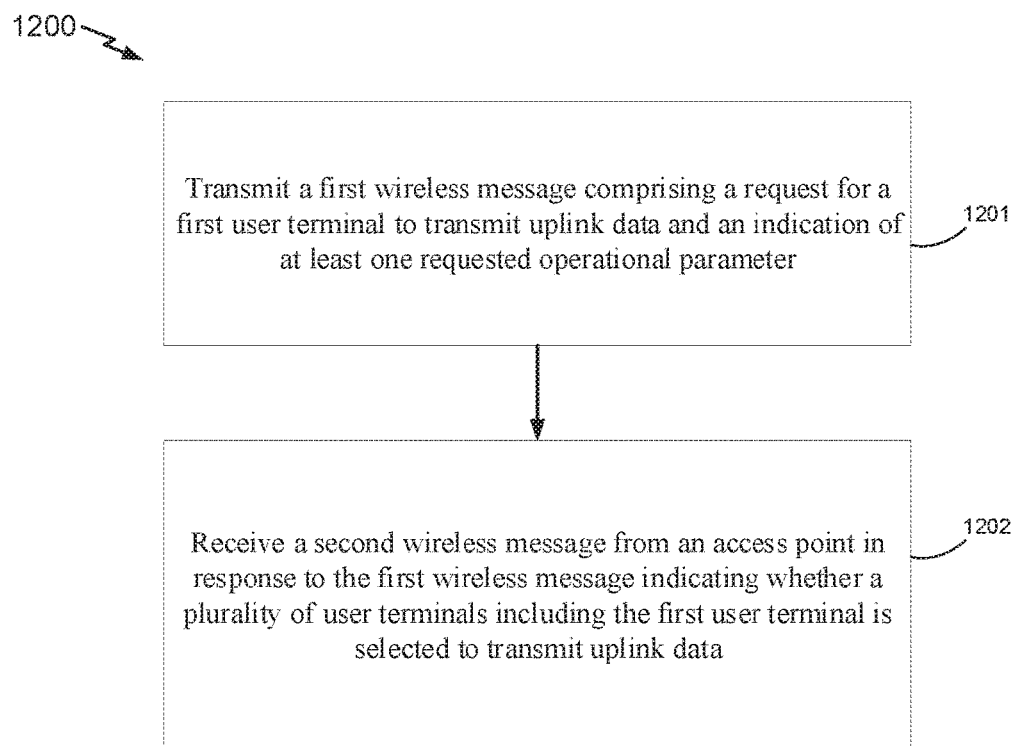 1200
Transmit a first wireless message comprising a request for a
first user terminal to transmit uplink data and an indication of
at least one requested operational parameter
1201
Receive a second wireless message from an access point in
response to the first wireless message indicating whether a
plurality of user terminals including the first user terminal is
selected to transmit uplink data
1202